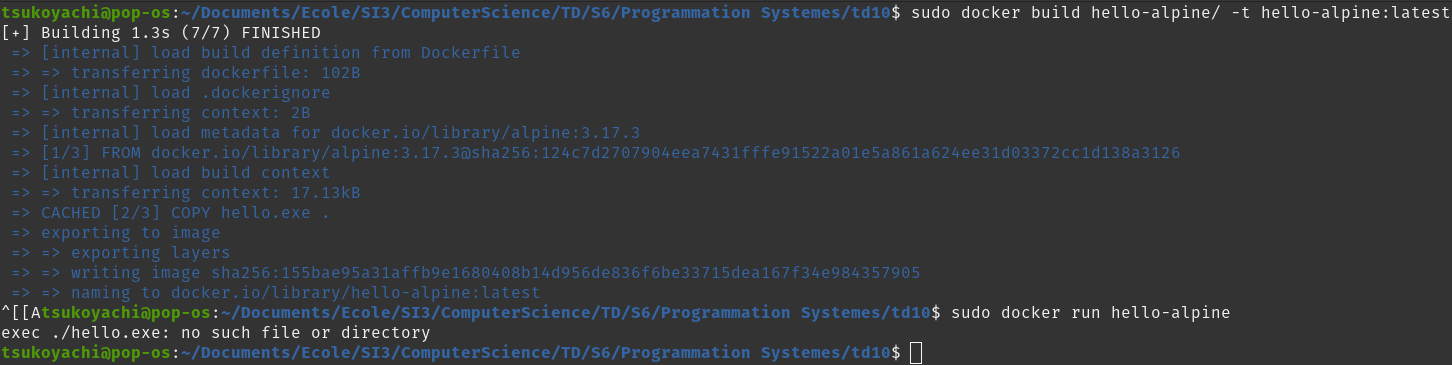 tsukoyachi@pop-os:~/Documents/Ecole/SI3/ComputerScience/TD/S6/Programmation Systemes/td10$ sudo docker build hello-alpine/ -t hello-alpine:latest
[+] Building 1.3s (7/7) FINISHED
=> [internal] load build definition from Dockerfile
=> => transferring dockerfile: 102B
=> [internal] load .dockerignore
=> => transferring context: 2B
=> [internal] load metadata for docker.io/library/alpine:3.17.3
=> [1/3] FROM docker.io/library/alpine:3.17.3@sha256:124c7d2707904eea7431fffe91522a01e5a861a624ee31d03372cc1d138a3126
=> [internal] load build context
=> => transferring context: 17.13kB
=> CACHED [2/3] COPY hello.exe .
=> exporting to image
=> => exporting layers
=> => writing image sha256:155bae95a31affb9e1680408b14d956de836f6be33715dea167f34e984357905
=> => naming to docker.io/library/hello-alpine:latest
^[[Atsukoyachi@pop-os:~/Documents/Ecole/SI3/ComputerScience/TD/S6/Programmation Systemes/td10$ sudo docker run hello-alpine
exec ./hello.exe: no such file or directory
tsukoyachi@pop-os:~/Documents/Ecole/SI3/ComputerScience/TD/S6/Programmation Systemes/td10$